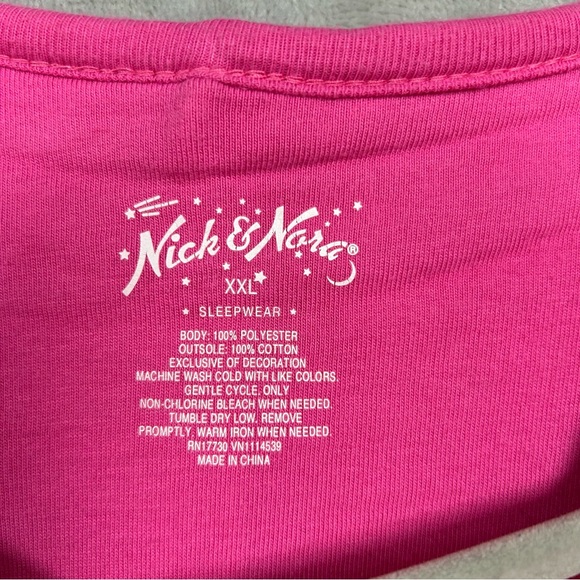 Nick & Nora®
XXL
SLEEPWEAR
BODY: 100% POLYESTER
OUTSOLE: 100% COTTON
EXCLUSIVE OF DECORATION
MACHINE WASH COLD WITH LIKE COLORS.
GENTLE CYCLE. ONLY
NON-CHLORINE BLEACH WHEN NEEDED.
TUMBLE DRY LOW. REMOVE
PROMPTLY. WARM IRON WHEN NEEDED.
RN17730 VN1114539
MADE IN CHINA